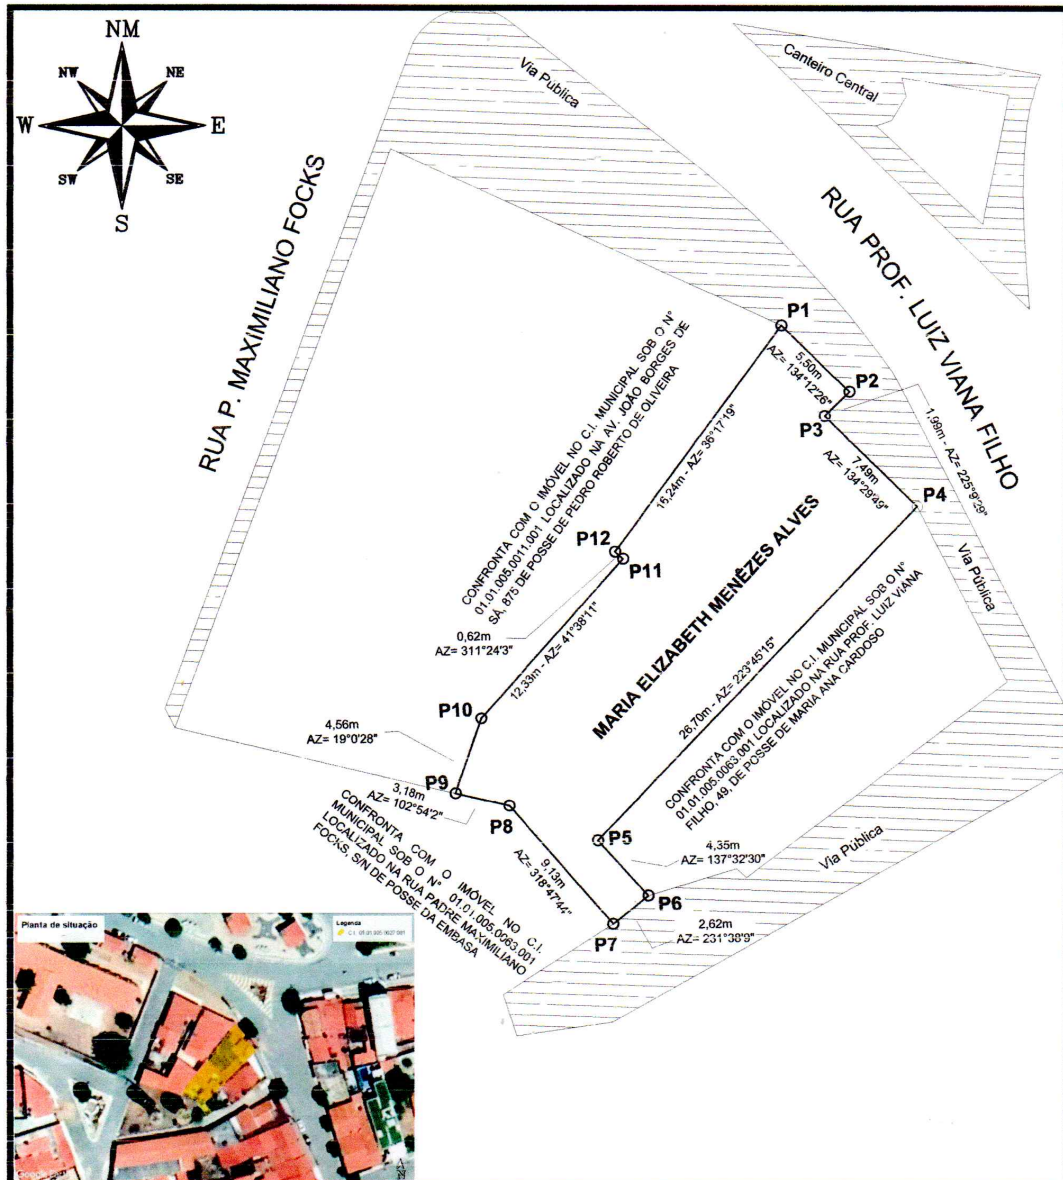 NM
NW
NE
W
E
SW
SE
S
RUA P. MAXIMILIANO FOCKS
Via Pública
Canteiro Central
RUA PROF. LUIZ VIANA FILHO
P1
5,50m
AZ= 134°12'26"
P2
P3
1,99m - AZ= 225°9'29"
7,49m
AZ= 134°29'49"
P4
Via Pública
CONFRONTA COM O IMÓVEL NO C.I. MUNICIPAL SOB O N°
01.01.005.0011.001 LOCALIZADO NA AV. JOÃO BORGES DE
SÁ, 875 DE POSSE DE PEDRO ROBERTO DE OLIVEIRA
16,24m - AZ= 36°17'19"
P12
P11
0,62m
AZ= 311°24'3"
12,33m - AZ= 41°38'11"
MARIA ELIZABETH MENÊZES ALVES
26,70m - AZ= 223°45'15"
CONFRONTA COM O IMÓVEL NO C.I. MUNICIPAL SOB O N°
01.01.005.0063.001 LOCALIZADO NA RUA PROF. LUIZ VIANA
FILHO, 49, DE POSSE DE MARIA ANA CARDOSO
P10
4,56m
AZ= 19°0'28"
P9
3,18m
AZ= 102°54'2"
P8
CONFRONTA COM O IMÓVEL NO C.I.
MUNICIPAL SOB O N° 01.01.005.0063.001
LOCALIZADO NA RUA PADRE MAXIMILIANO
FOCKS, S/N DE POSSE DA EMBASA
9,13m
AZ= 318°47'44"
P5
4,35m
AZ= 137°32'30"
Via Pública
P6
P7
2,62m
AZ= 231°38'9"
Planta de situação
Legenda
Google Earth
N